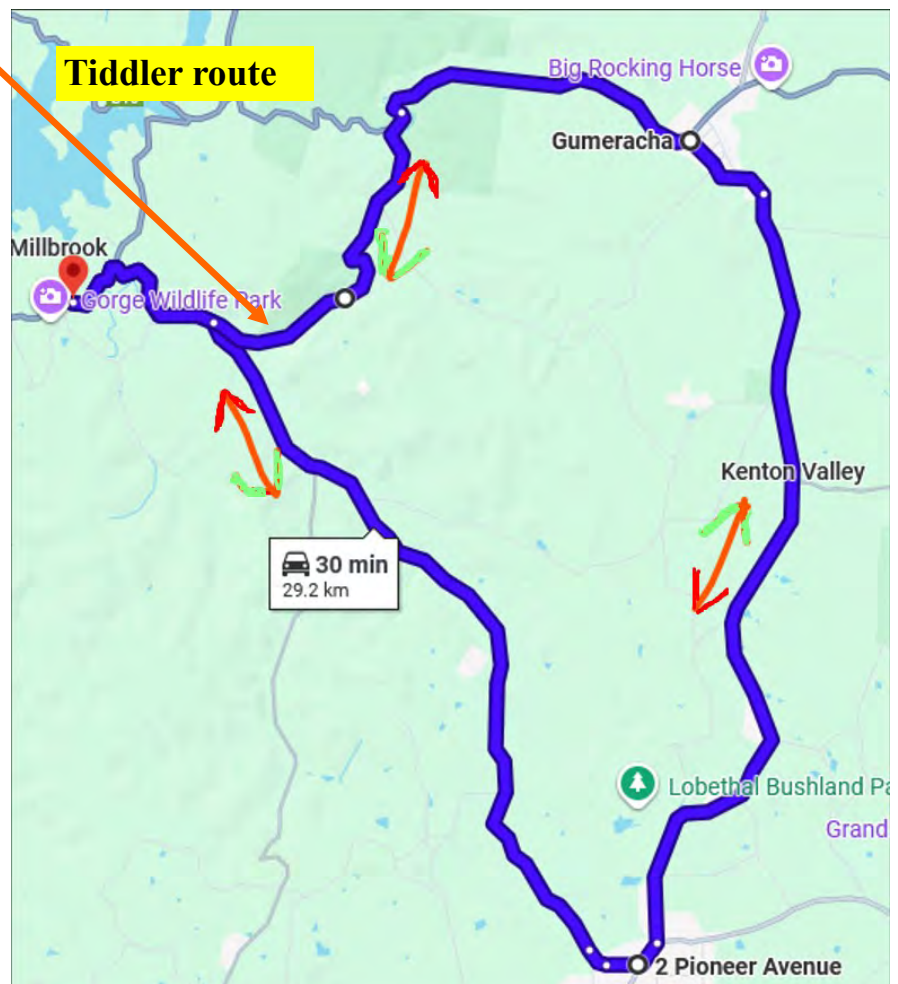 Tiddler route
Big Rocking Horse
Gumeracha
Millbrook
Gorge Wildlife Park
Kenton Valley
30 min
29.2 km
Lobethal Bushland Pa
Grand
2 Pioneer Avenue